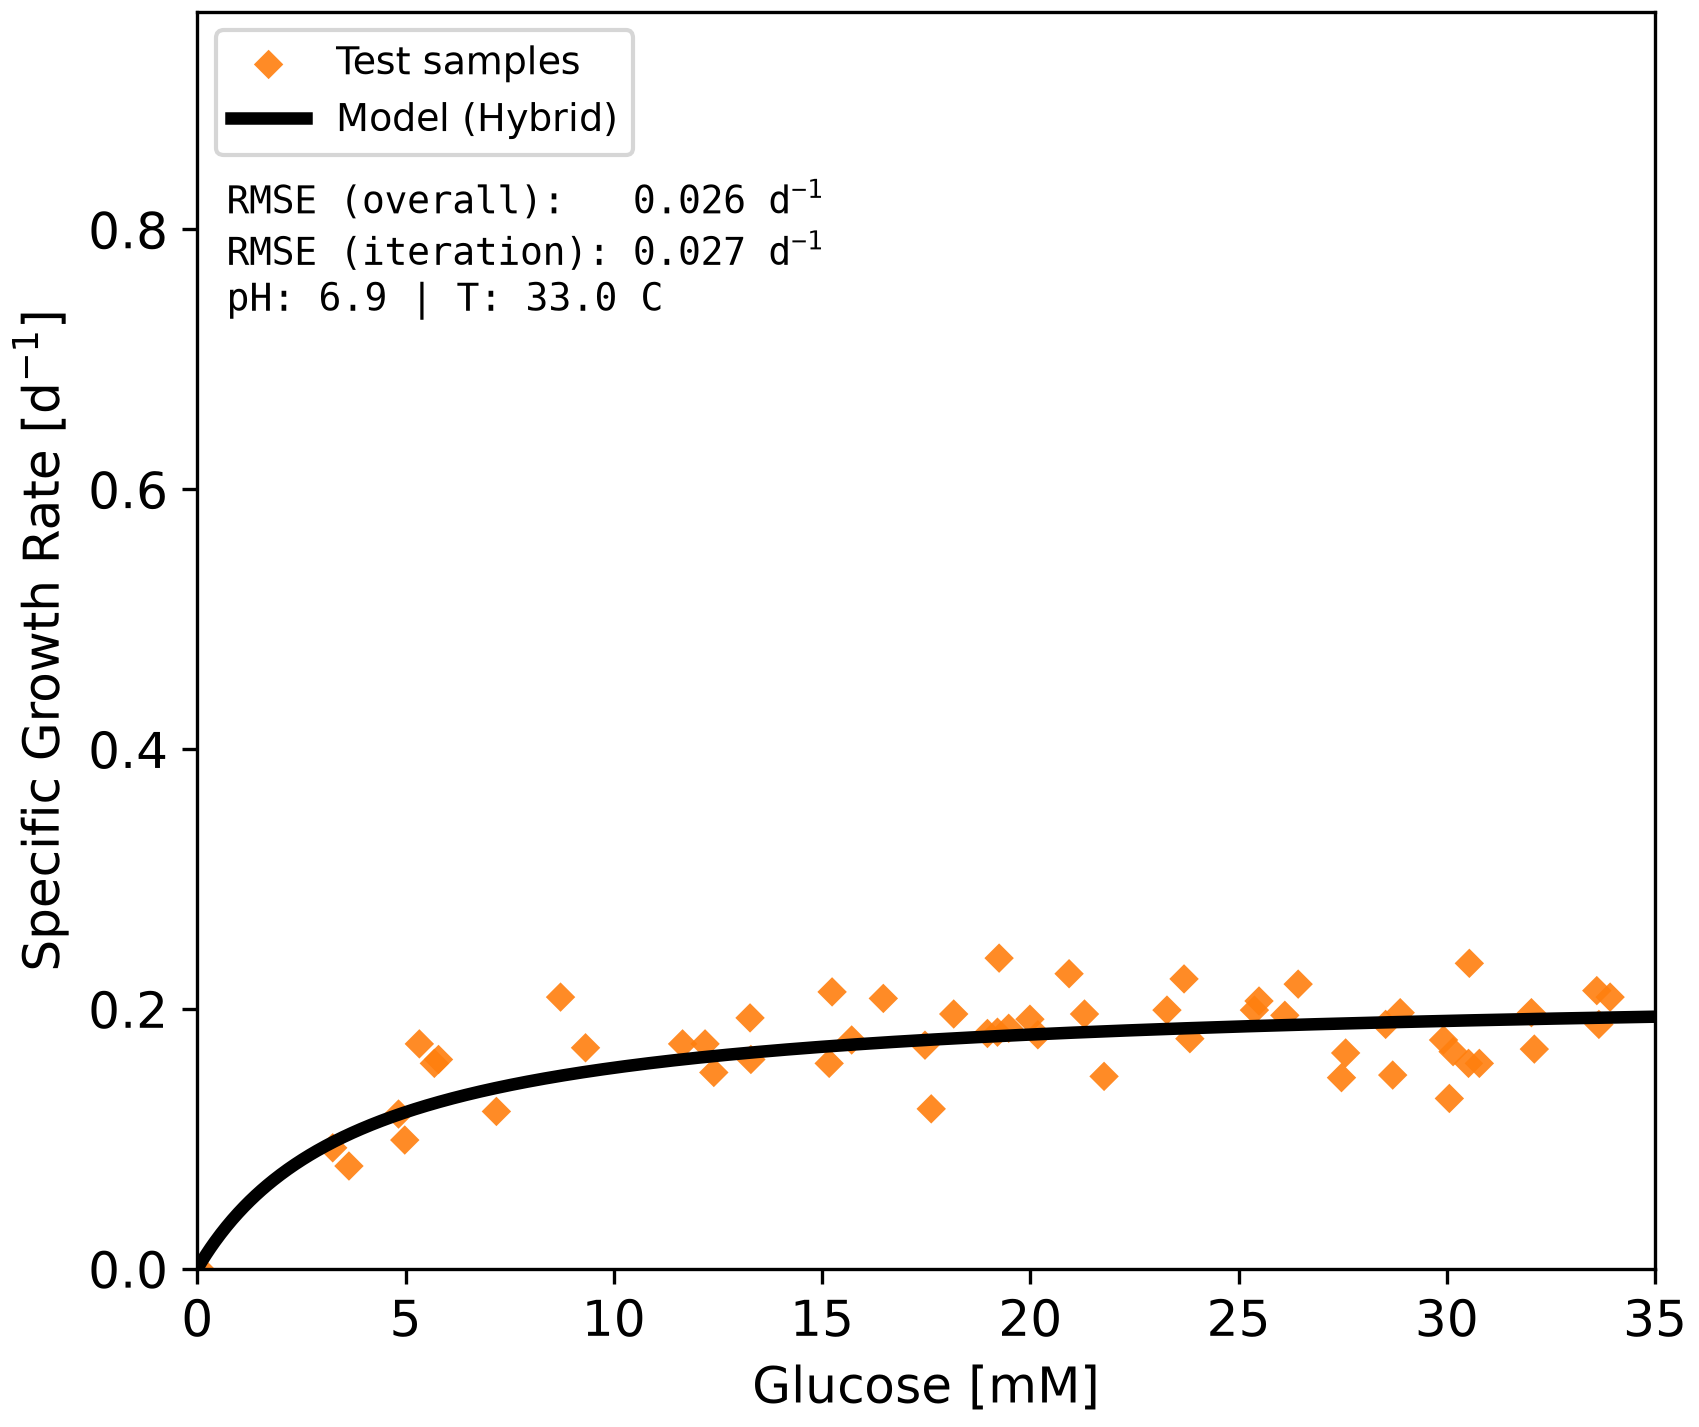 Test samples
Model (Hybrid)
RMSE (overall):   0.026 d⁻¹
RMSE (iteration): 0.027 d⁻¹
pH: 6.9 | T: 33.0 C
Specific Growth Rate [d⁻¹]
0.8
0.6
0.4
0.2
0.0
0 5 10 15 20 25 30 35
Glucose [mM]